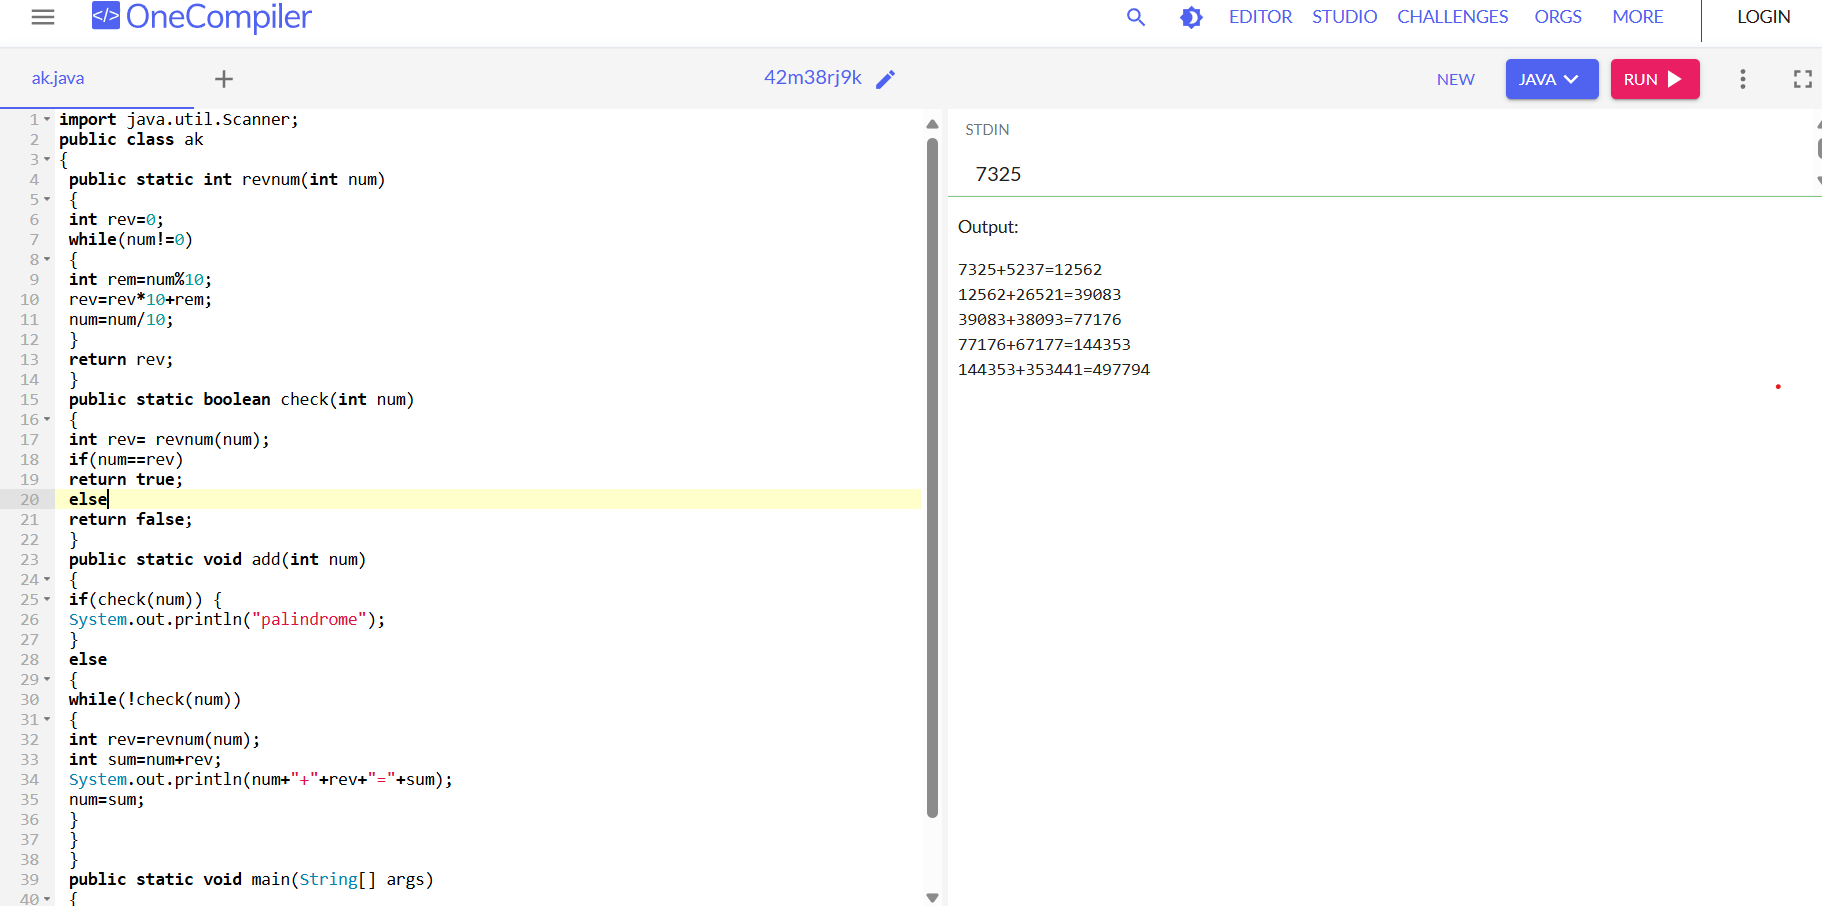 </> OneCompiler
EDITOR STUDIO CHALLENGES ORGS MORE LOGIN
ak.java
42m38rj9k
NEW JAVA RUN
1 import java.util.Scanner;
2 public class ak
3 {
4 public static int revnum(int num)
5 {
6 int rev=0;
7 while(num!=0)
8 {
9 int rem=num%10;
10 rev=rev*10+rem;
11 num=num/10;
12 }
13 return rev;
14 }
15 public static boolean check(int num)
16 {
17 int rev= revnum(num);
18 if(num==rev)
19 return true;
20 else
21 return false;
22 }
23 public static void add(int num)
24 {
25 if(check(num)) {
26 System.out.println("palindrome");
27 }
28 else
29 {
30 while(!check(num))
31 {
32 int rev=revnum(num);
33 int sum=num+rev;
34 System.out.println(num+"+"+rev+"="+sum);
35 num=sum;
36 }
37 }
38 }
39 public static void main(String[] args)
40 {
STDIN
7325
Output:
7325+5237=12562
12562+26521=39083
39083+38093=77176
77176+67177=144353
144353+353441=497794